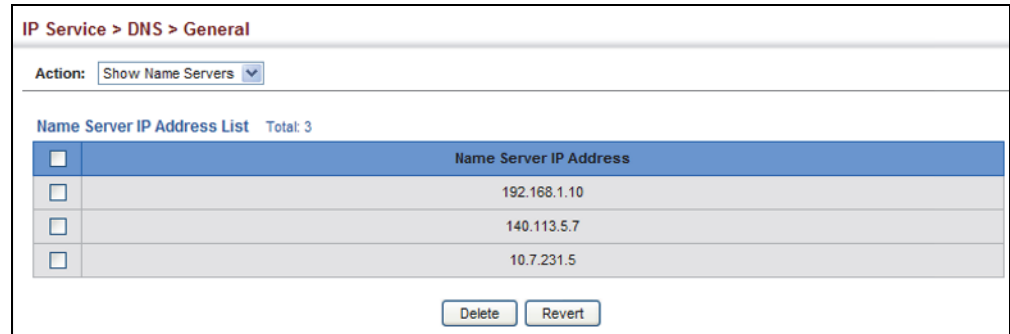 IP Service > DNS > General
Action: Show Name Servers
Name Server IP Address List Total: 3
Name Server IP Address
192.168.1.10
140.113.5.7
10.7.231.5
Delete Revert